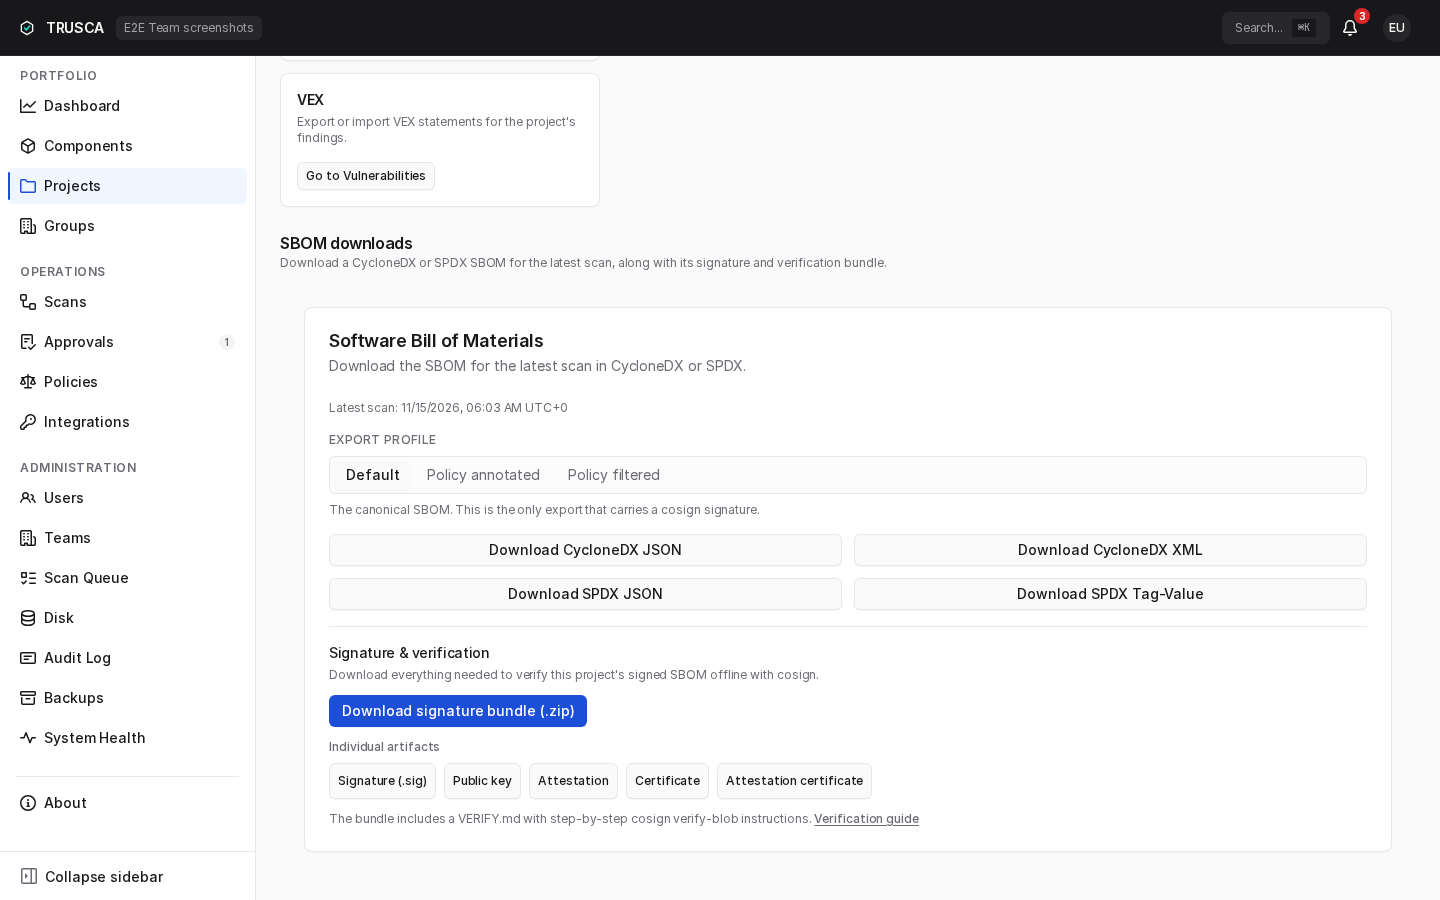 TRUSCA
E2E Team screenshots
Search... ⌘K
3
EU
PORTFOLIO
Dashboard
Components
Projects
Groups
OPERATIONS
Scans
Approvals 1
Policies
Integrations
ADMINISTRATION
Users
Teams
Scan Queue
Disk
Audit Log
Backups
System Health
About
Collapse sidebar
VEX
Export or import VEX statements for the project's
findings.
Go to Vulnerabilities
SBOM downloads
Download a CycloneDX or SPDX SBOM for the latest scan, along with its signature and verification bundle.
Software Bill of Materials
Download the SBOM for the latest scan in CycloneDX or SPDX.
Latest scan: 11/15/2026, 06:03 AM UTC+0
EXPORT PROFILE
Default Policy annotated Policy filtered
The canonical SBOM. This is the only export that carries a cosign signature.
Download CycloneDX JSON Download CycloneDX XML
Download SPDX JSON Download SPDX Tag-Value
Signature & verification
Download everything needed to verify this project's signed SBOM offline with cosign.
Download signature bundle (.zip)
Individual artifacts
Signature (.sig) Public key Attestation Certificate Attestation certificate
The bundle includes a VERIFY.md with step-by-step cosign verify-blob instructions. Verification guide